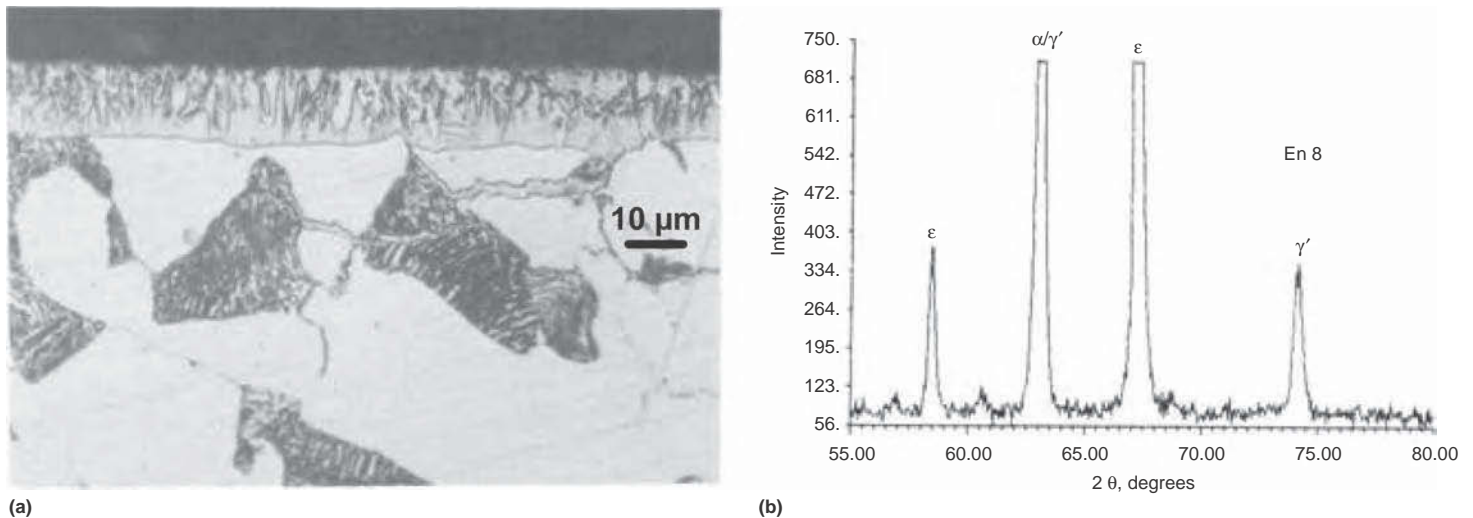 10 µm
(a)
750.
681.
611.
542.
472.
403.
334.
264.
195.
123.
56.
Intensity
ε
α/γ′
ε
En 8
γ′
55.00 60.00 65.00 70.00 75.00 80.00
2 θ, degrees
(b)